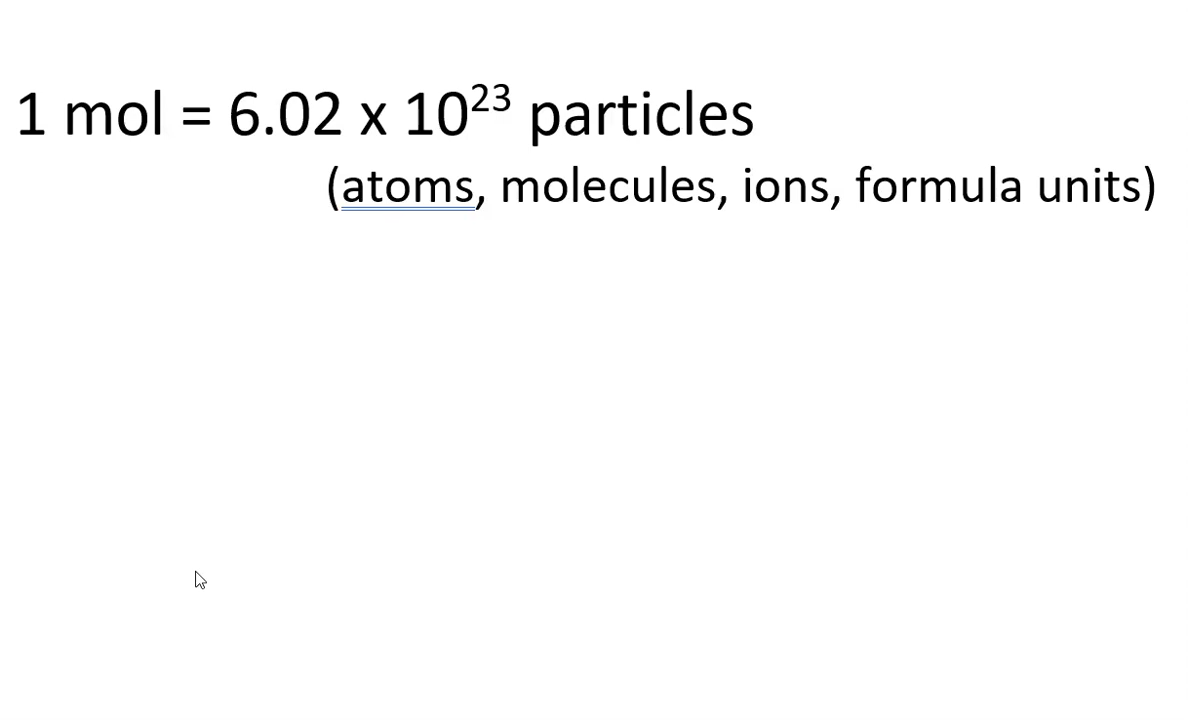 1 mol = 6.02 x 10²³ particles
(atoms, molecules, ions, formula units)